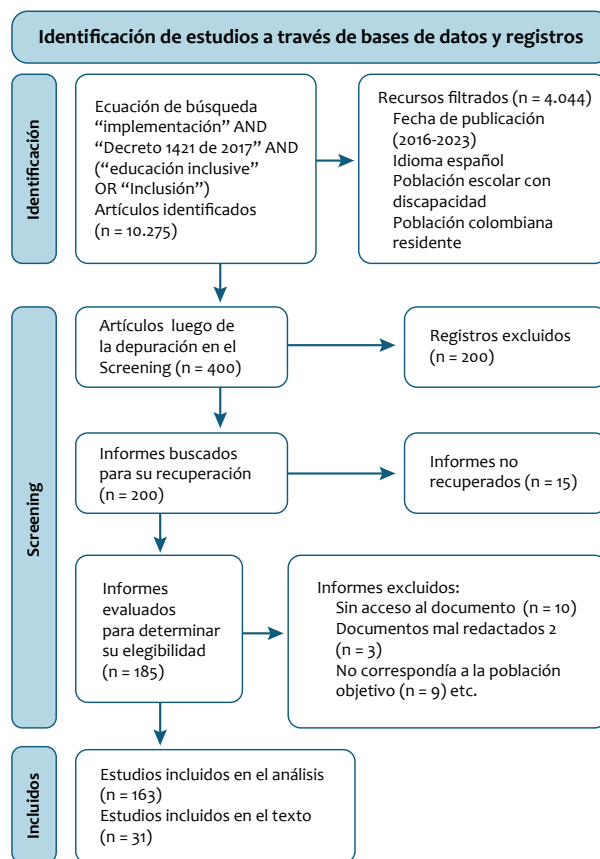 Identificación de estudios a través de bases de datos y registros
Identificación
Ecuación de búsqueda
“implementación” AND
“Decreto 1421 de 2017” AND
(“educación inclusive”
OR “Inclusión”)
Artículos identificados
(n = 10.275)
Recursos filtrados (n = 4.044)
Fecha de publicación
(2016-2023)
Idioma español
Población escolar con
discapacidad
Población colombiana
residente
Screening
Artículos luego de
la depuración en el
Screening (n = 400)
Registros excluidos
(n = 200)
Informes buscados
para su recuperación
(n = 200)
Informes no
recuperados (n = 15)
Informes
evaluados
para determinar
su elegibilidad
(n = 185)
Informes excluidos:
Sin acceso al documento (n = 10)
Documentos mal redactados 2
(n = 3)
No correspondía a la población
objetivo (n = 9) etc.
Incluidos
Estudios incluidos en el análisis
(n = 163)
Estudios incluidos en el texto
(n = 31)